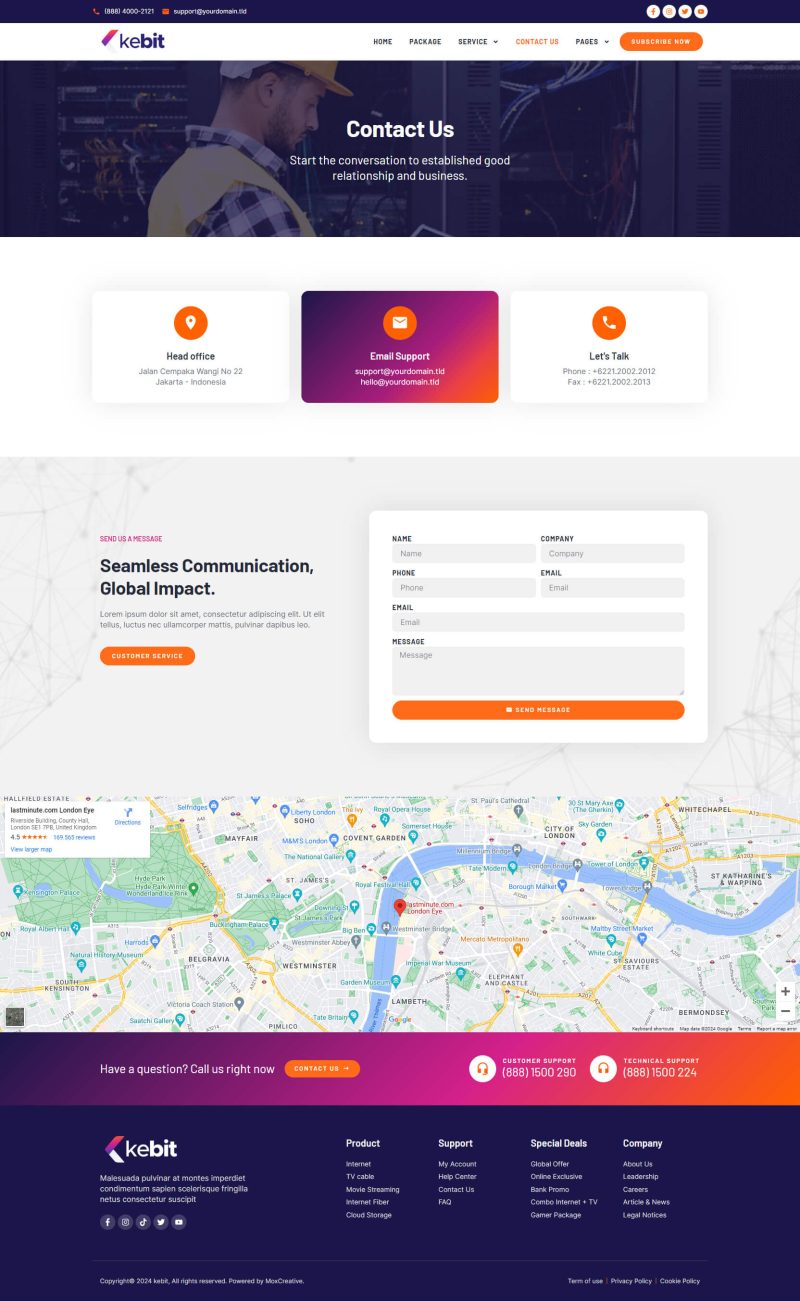 (888) 4000-2121 support@yourdomain.tld
kebit
HOME PACKAGE SERVICE CONTACT US PAGES SUBSCRIBE NOW
Contact Us
Start the conversation to established good
relationship and business.
Head office
Jalan Cempaka Wangi No 22
Jakarta - Indonesia
Email Support
support@yourdomain.tld
hello@yourdomain.tld
Let's Talk
Phone : +6221.2002.2012
Fax : +6221.2002.2013
SEND US A MESSAGE
Seamless Communication,
Global Impact.
Lorem ipsum dolor sit amet, consectetur adipiscing elit. Ut elit
tellus, luctus nec ullamcorper mattis, pulvinar dapibus leo.
CUSTOMER SERVICE
NAME COMPANY
Name Company
PHONE EMAIL
Phone Email
EMAIL
Email
MESSAGE
Message
SEND MESSAGE
HALLFIELD ESTATE
lastminute.com London Eye
Riverside Building, County Hall,
London SE1 7PB, United Kingdom
4.5 169.565 reviews
View larger map
Directions
Selfridges
Liberty London
SOHO
The Ivy
Royal Opera House
St. Paul's Cathedral
30 St Mary Axe
(The Gherkin)
WHITECHAPEL
MAYFAIR
M&M'S London
COVENT GARDEN
Somerset House
CITY OF
LONDON
Sky Garden
The National Gallery
Millennium Bridge
London Bridge
Tower of London
Tate Modern
ST KATHARINE'S
& WAPPING
Kensington Palace
Hyde Park
Hyde Park Winter
Wonderland Ice Rink
ST. JAMES'S
St James's Palace
Royal Festival Hall
Borough Market
Tower Bridge
Downing St
St James's Park
lastminute.com
London Eye
SOUTHWARK
Royal Albert Hall
Buckingham Palace
Big Ben
Westminster Bridge
Maltby Street Market
Harrods
Westminster Abbey
Mercato Metropolitano
White Cube
Natural History Museum
BELGRAVIA
WESTMINSTER
Imperial War Museum
ST SAVIOURS
ESTATE
SOUTH
KENSINGTON
Garden Museum
ELEPHANT
AND CASTLE
Victoria Coach Station
LAMBETH
BERMONDSEY
Saatchi Gallery
PIMLICO
Tate Britain
River Thames
Google
Keyboard shortcuts Map data ©2024 Google Terms Report a map error
Have a question? Call us right now
CONTACT US
CUSTOMER SUPPORT
(888) 1500 290
TECHNICAL SUPPORT
(888) 1500 224
kebit
Malesuada pulvinar at montes imperdiet
condimentum sapien scelerisque fringilla
netus consectetur suscipit
Product
Internet
TV cable
Movie Streaming
Internet Fiber
Cloud Storage
Support
My Account
Help Center
Contact Us
FAQ
Special Deals
Global Offer
Online Exclusive
Bank Promo
Combo Internet + TV
Gamer Package
Company
About Us
Leadership
Careers
Article & News
Legal Notices
Copyright© 2024 kebit, All rights reserved. Powered by MoxCreative.
Term of use | Privacy Policy | Cookie Policy